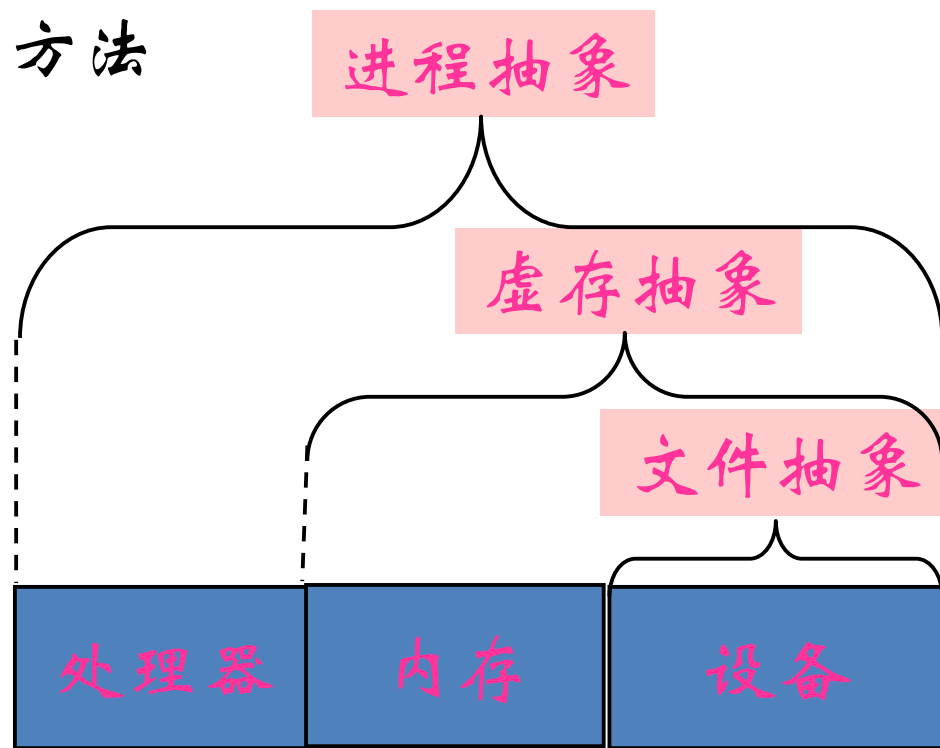 方法
进程抽象
虚存抽象
文件抽象
处理器 内存 设备